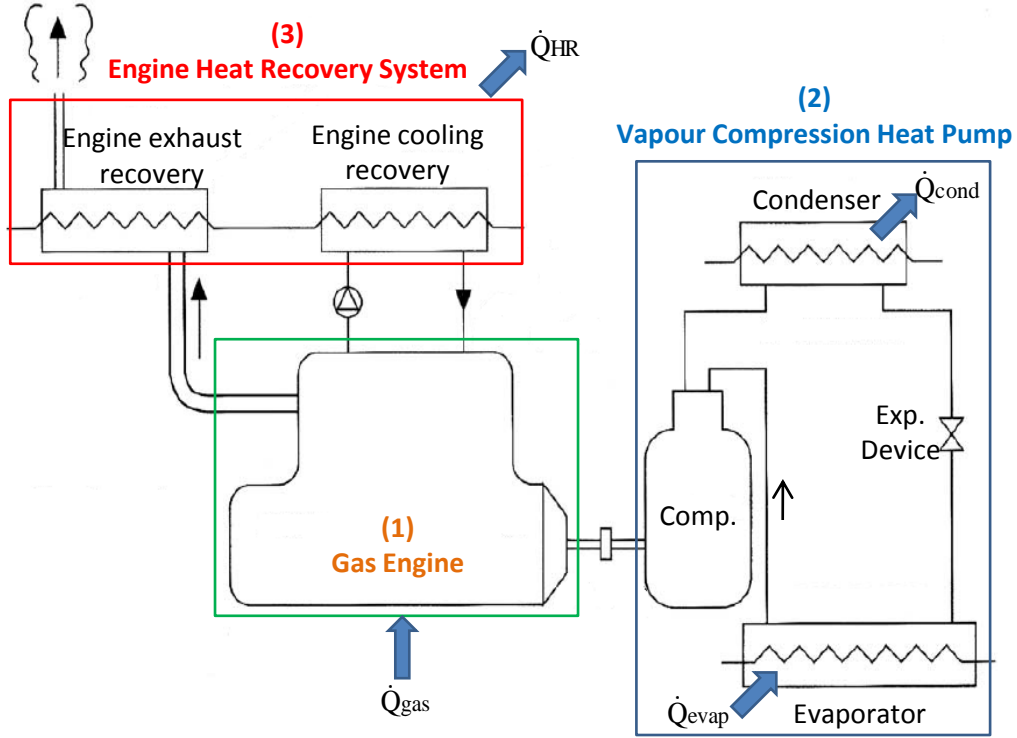 (3)
Engine Heat Recovery System
Q̇HR
(2)
Vapour Compression Heat Pump
Engine exhaust
recovery
Engine cooling
recovery
Condenser
Q̇cond
Exp.
Device
Comp.
(1)
Gas Engine
Q̇gas
Q̇evap
Evaporator